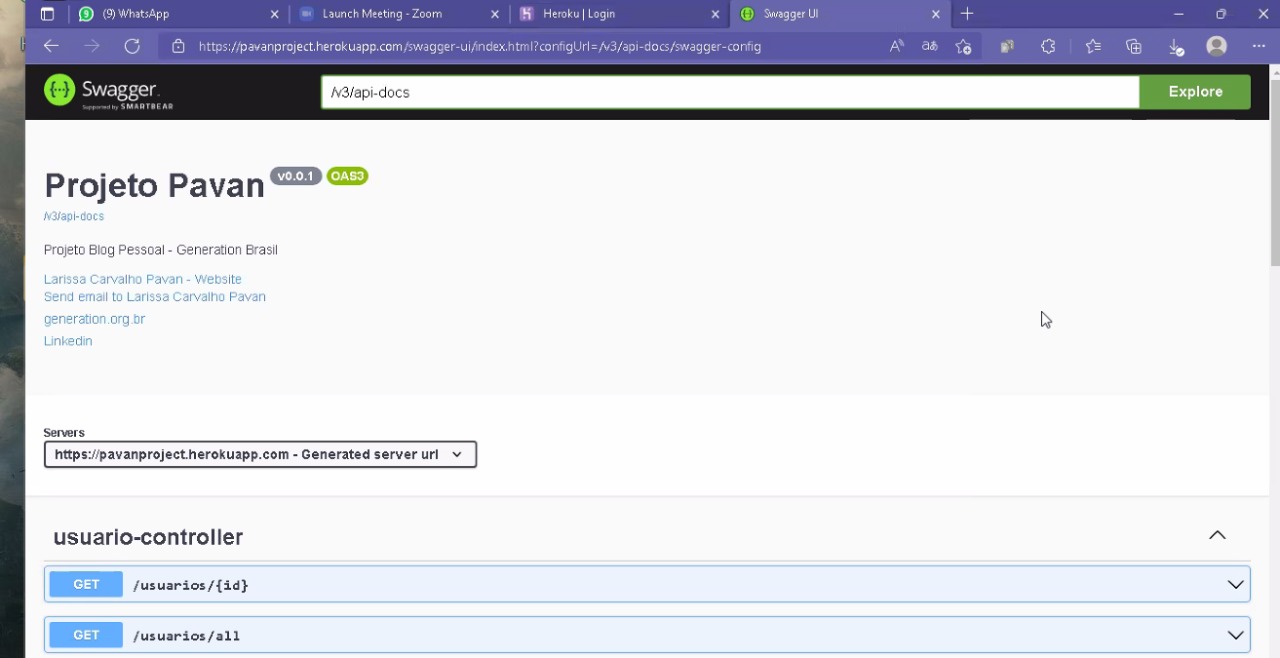 (9) WhatsApp
Launch Meeting - Zoom
Heroku | Login
Swagger UI
https://pavanproject.herokuapp.com/swagger-ui/index.html?configUrl=/v3/api-docs/swagger-config
Swagger.
Supported by SMARTBEAR
/v3/api-docs
Explore
Projeto Pavan v0.0.1 OAS3
/v3/api-docs
Projeto Blog Pessoal - Generation Brasil
Larissa Carvalho Pavan - Website
Send email to Larissa Carvalho Pavan
generation.org.br
Linkedin
Servers
https://pavanproject.herokuapp.com - Generated server url
usuario-controller
GET /usuarios/{id}
GET /usuarios/all